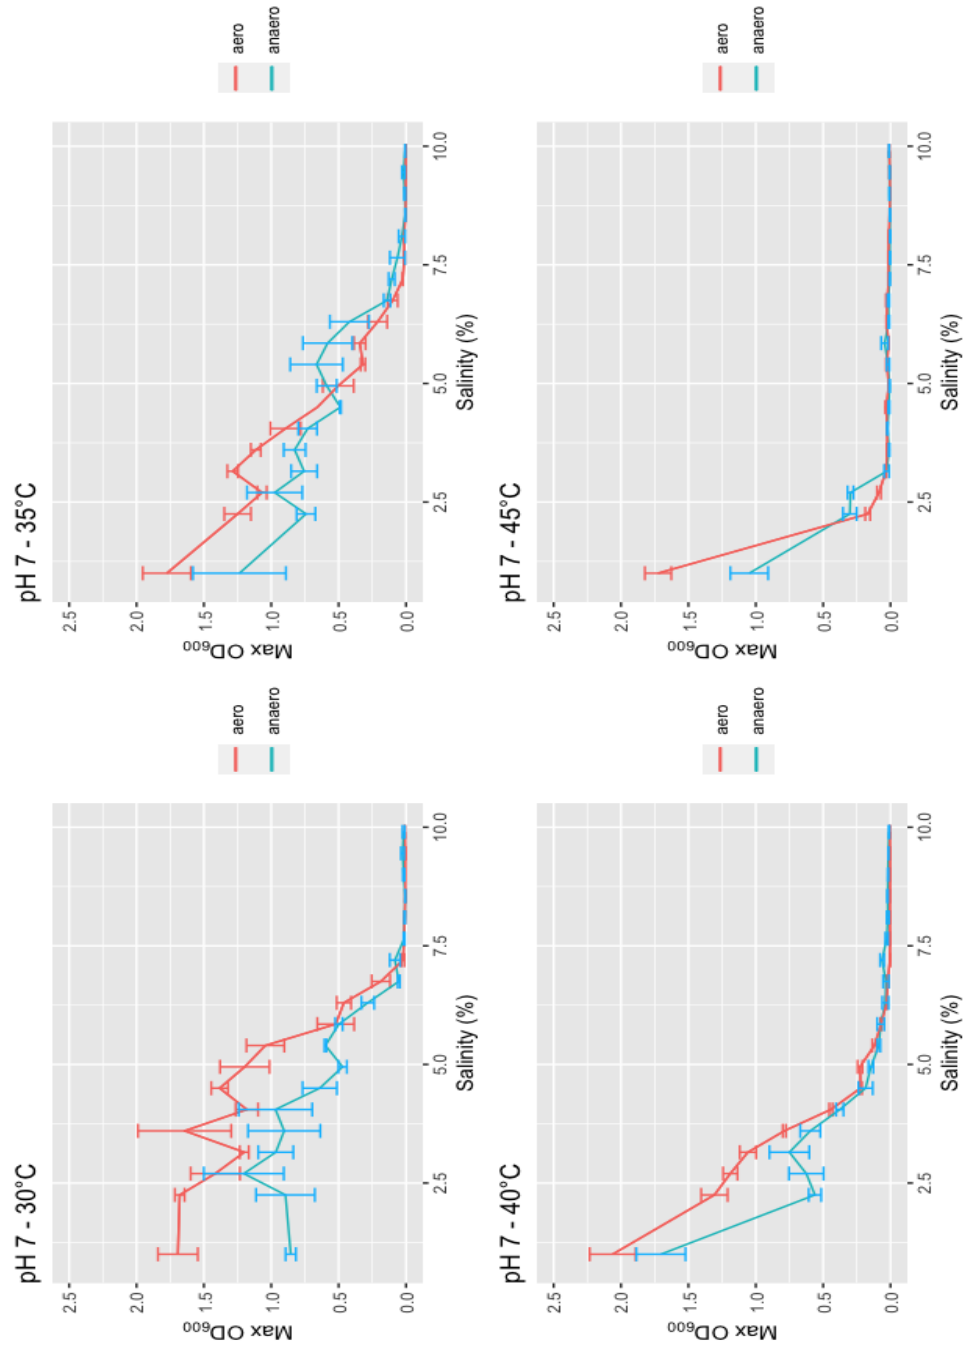 pH 7 - 30°C
Max OD600
2.5
2.0
1.5
1.0
0.5
0.0
2.5
5.0
7.5
10.0
Salinity (%)
aero
anaero
pH 7 - 35°C
Max OD600
2.5
2.0
1.5
1.0
0.5
0.0
2.5
5.0
7.5
10.0
Salinity (%)
aero
anaero
pH 7 - 40°C
Max OD600
2.5
2.0
1.5
1.0
0.5
0.0
2.5
5.0
7.5
10.0
Salinity (%)
aero
anaero
pH 7 - 45°C
Max OD600
2.5
2.0
1.5
1.0
0.5
0.0
2.5
5.0
7.5
10.0
Salinity (%)
aero
anaero